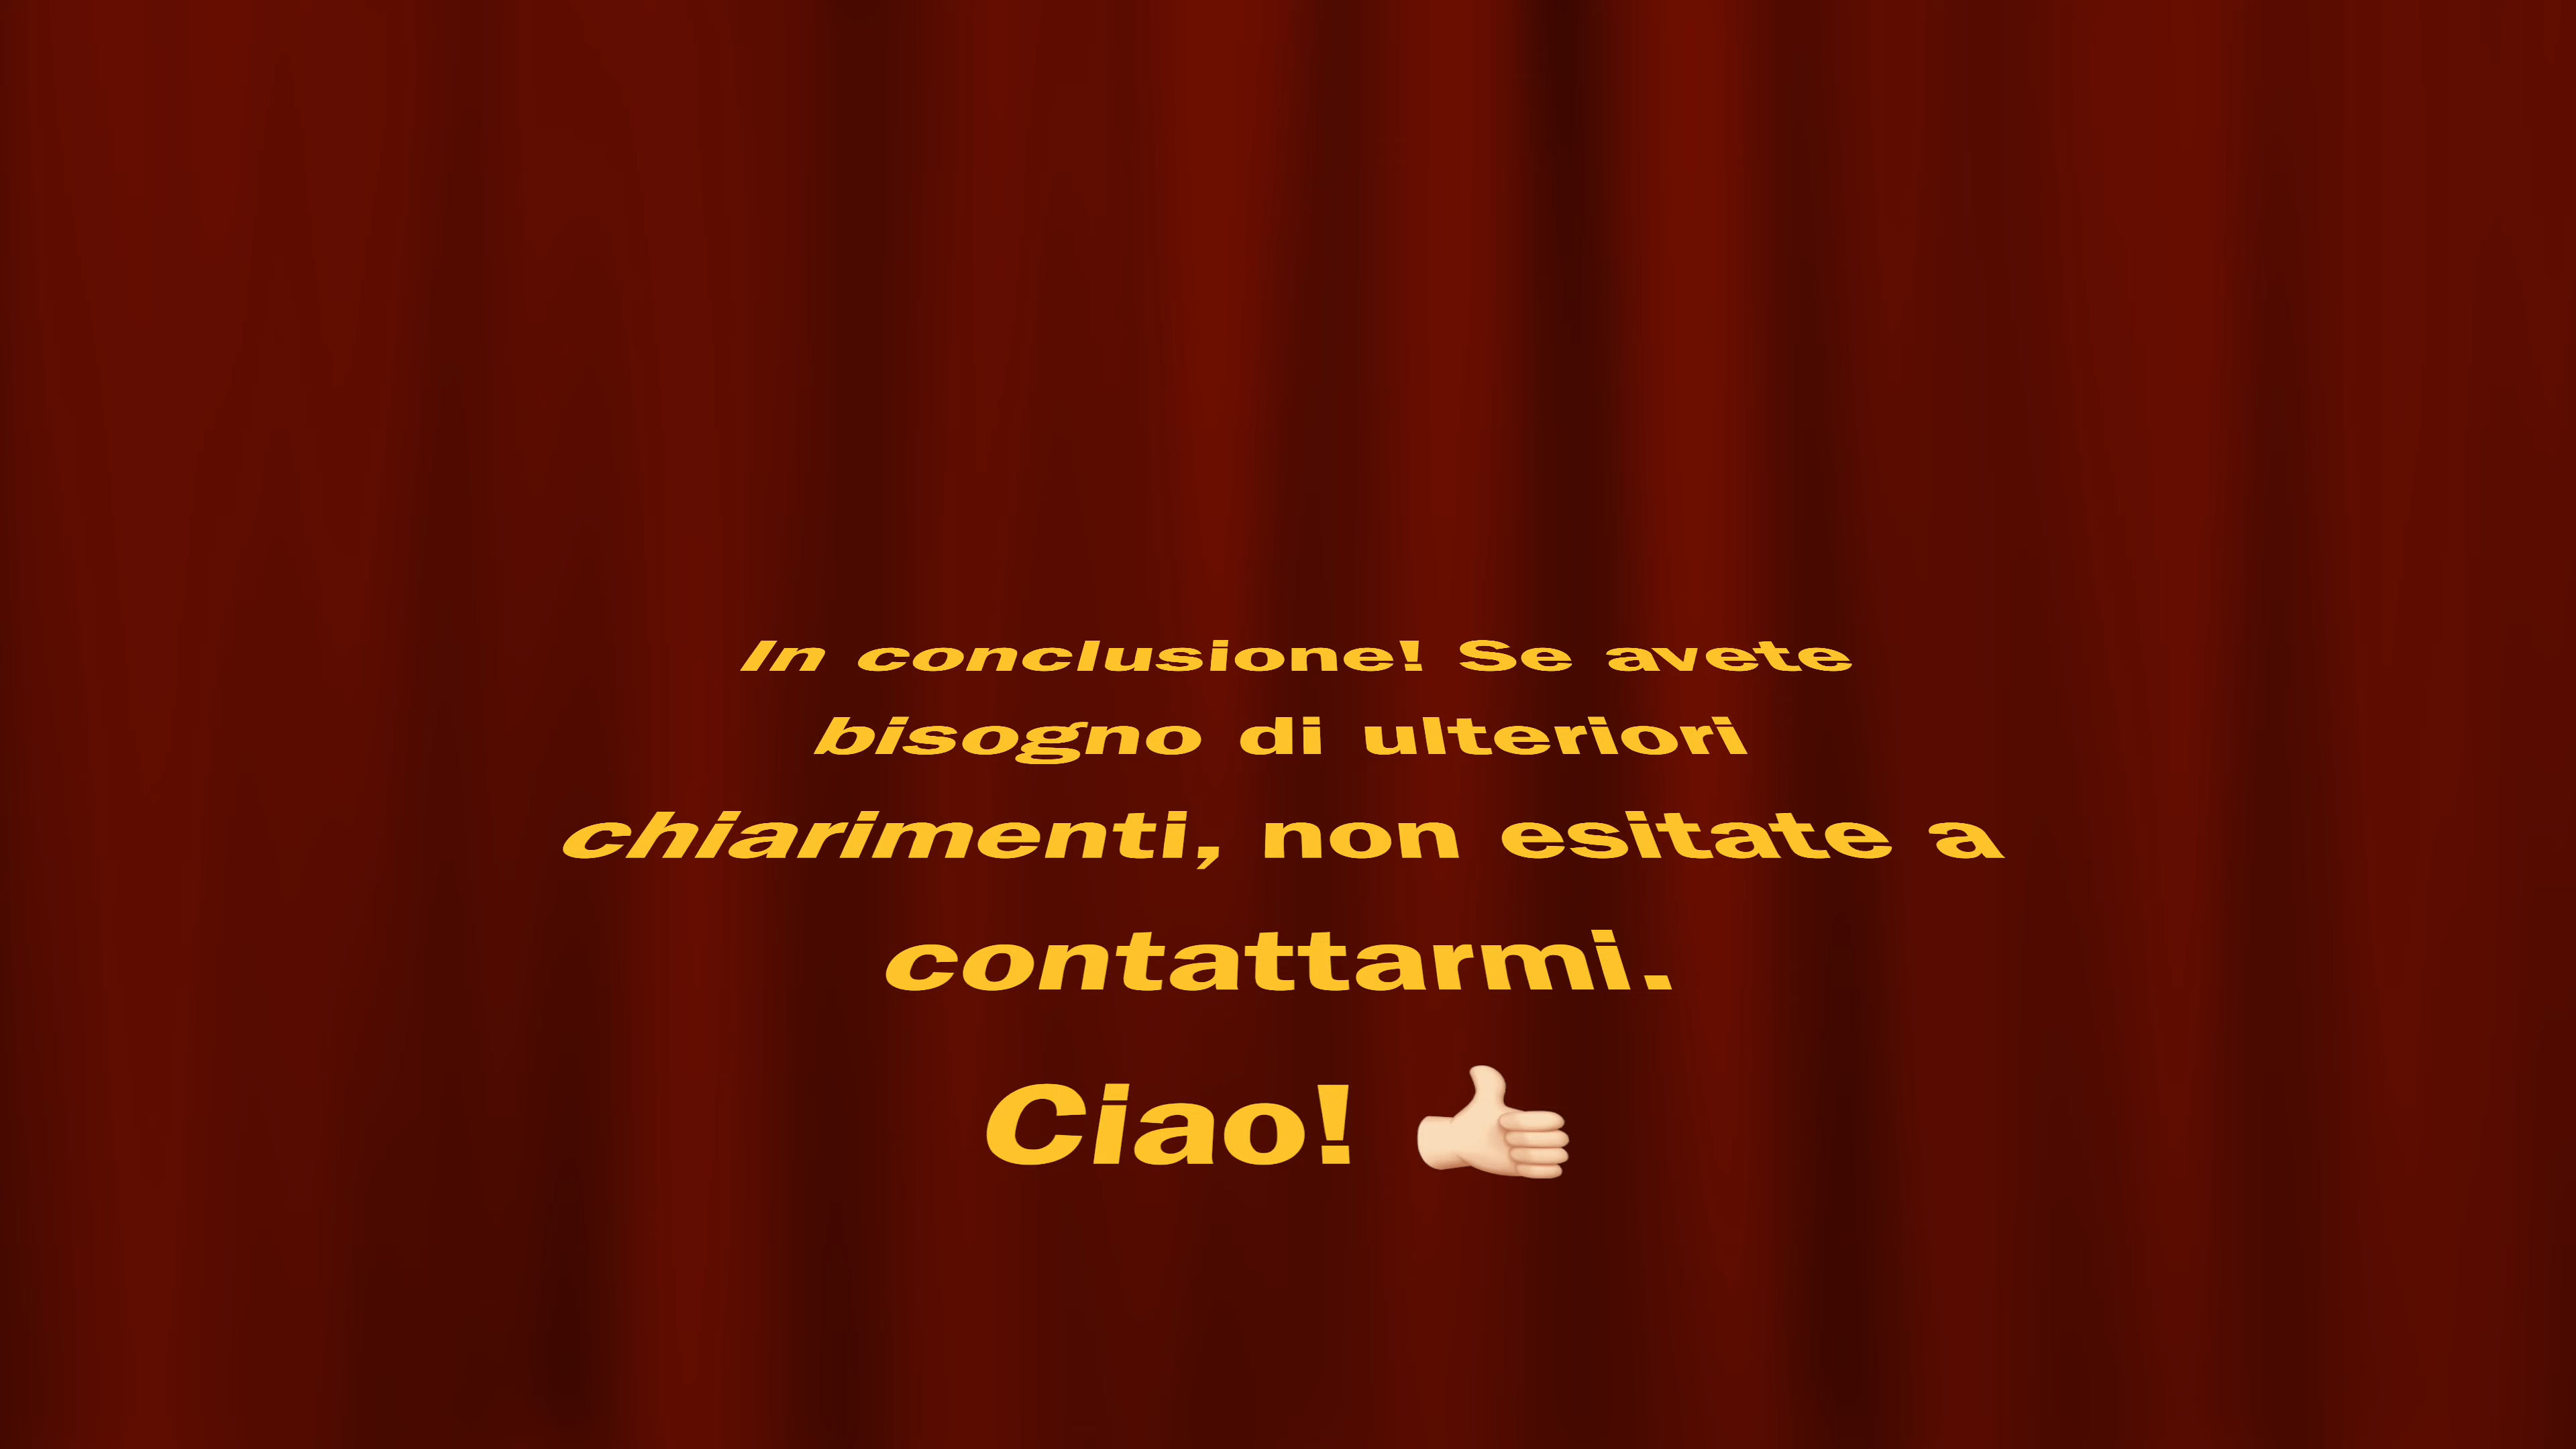 In conclusione! Se avete
bisogno di ulteriori
chiarimenti, non esitate a
contattarmi.
Ciao! 👍🏻